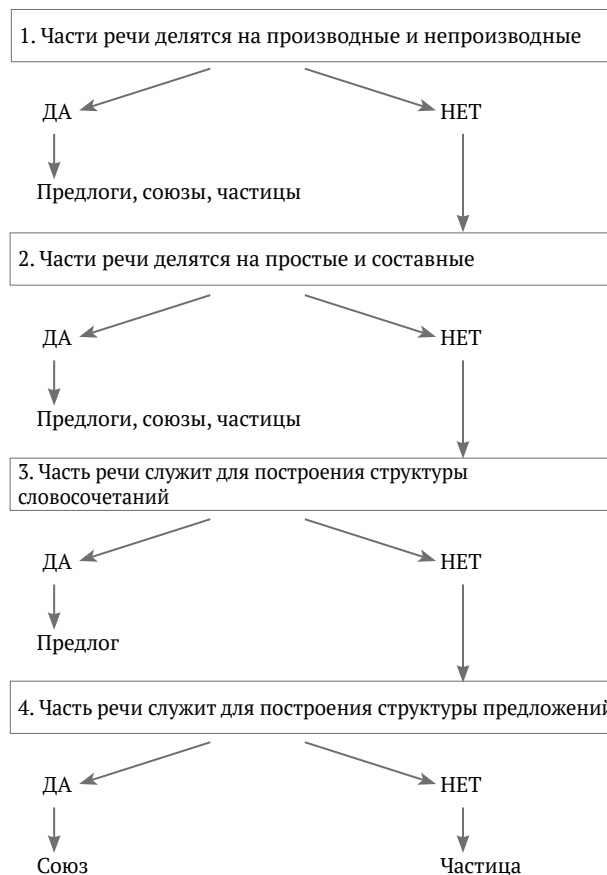 1. Части речи делятся на производные и непроизводные
ДА НЕТ
Предлоги, союзы, частицы
2. Части речи делятся на простые и составные
ДА НЕТ
Предлоги, союзы, частицы
3. Часть речи служит для построения структуры
словосочетаний
ДА НЕТ
Предлог
4. Часть речи служит для построения структуры предложений
ДА НЕТ
Союз Частица